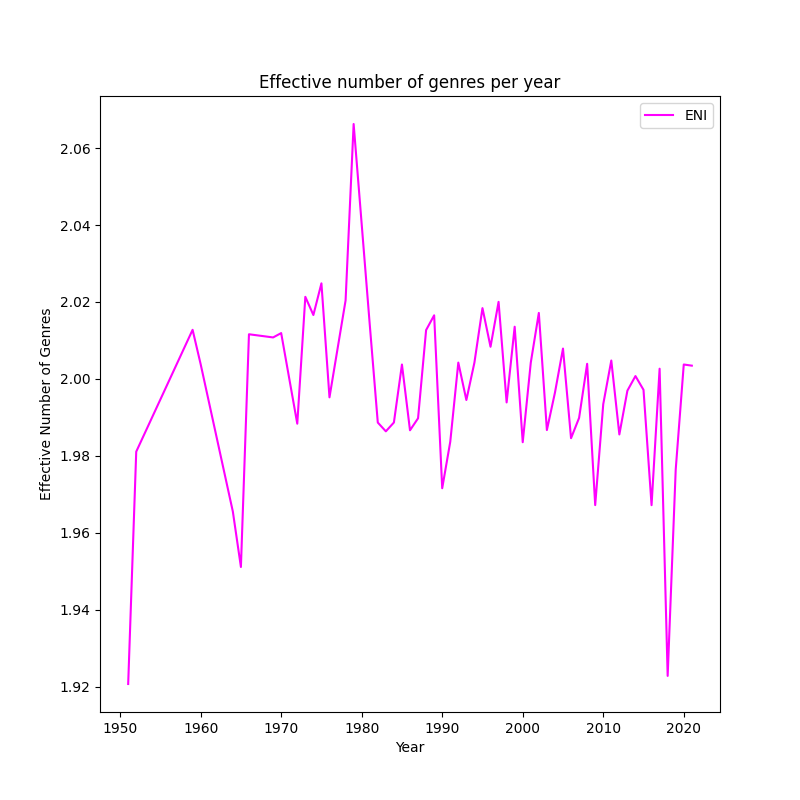 Effective number of genres per year
ENI
2.06
2.04
2.02
2.00
1.98
1.96
1.94
1.92
Effective Number of Genres
1950 1960 1970 1980 1990 2000 2010 2020
Year